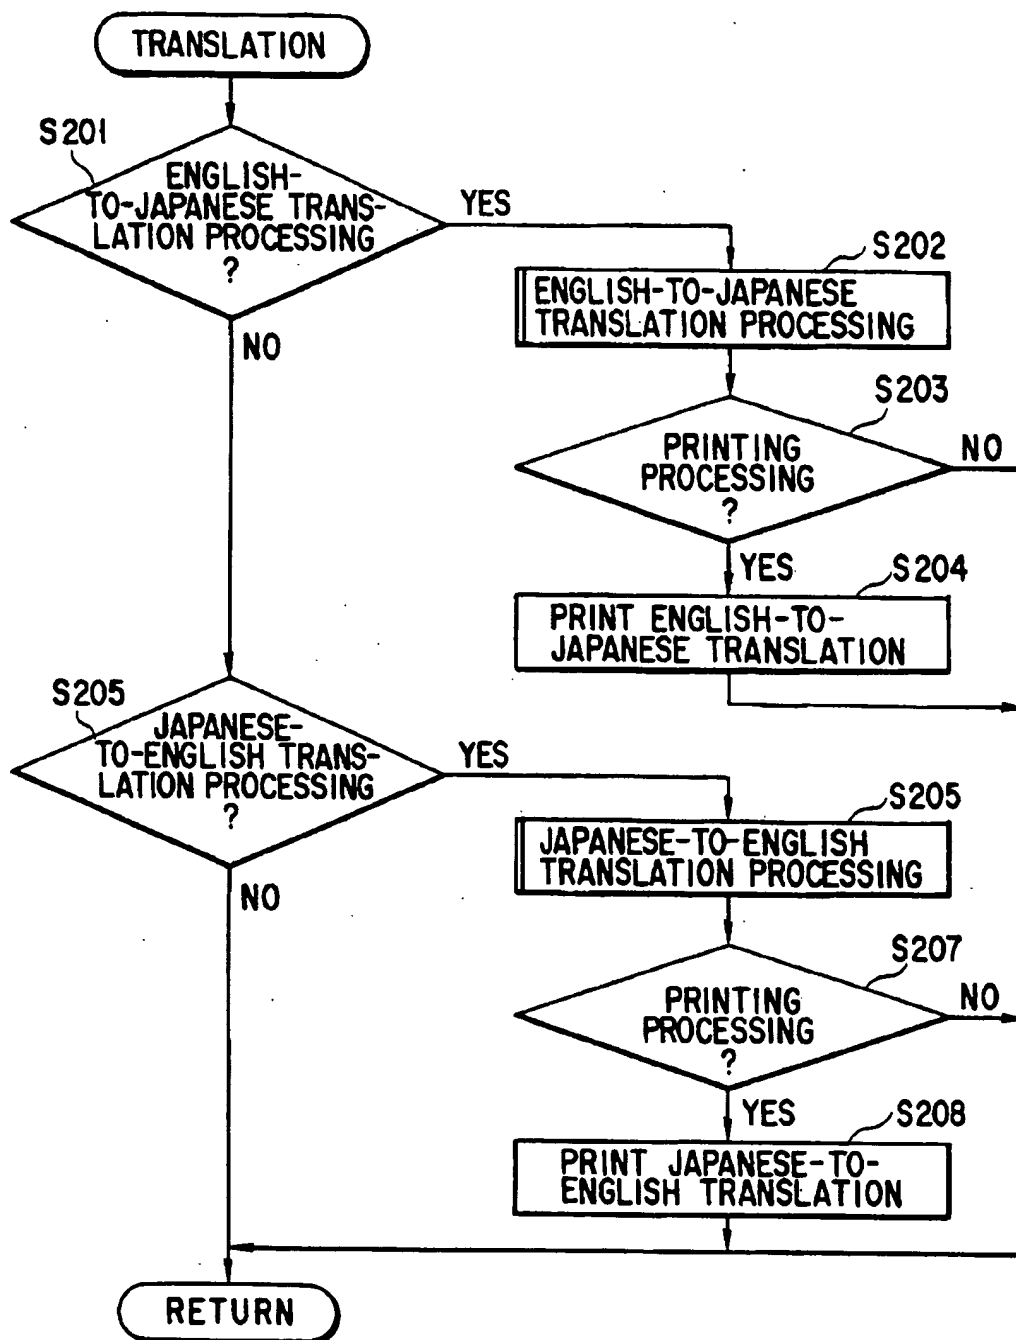 TRANSLATION
S201
ENGLISH-
TO-JAPANESE TRANS-
LATION PROCESSING
?
YES
NO
S202
ENGLISH-TO-JAPANESE
TRANSLATION PROCESSING
S203
PRINTING
PROCESSING
?
NO
YES
S204
PRINT ENGLISH-TO-
JAPANESE TRANSLATION
S205
JAPANESE-
TO-ENGLISH TRANS-
LATION PROCESSING
?
YES
NO
S205
JAPANESE-TO-ENGLISH
TRANSLATION PROCESSING
S207
PRINTING
PROCESSING
?
NO
YES
S208
PRINT JAPANESE-TO-
ENGLISH TRANSLATION
RETURN